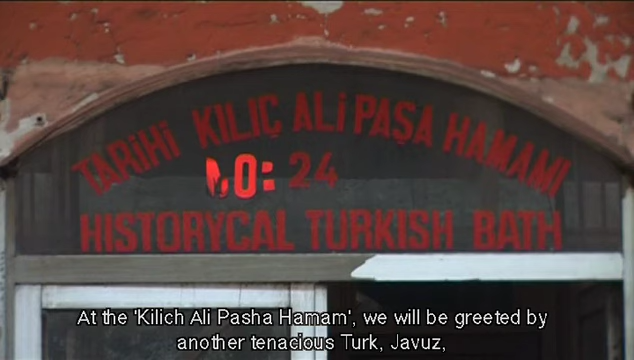 TARIHI KILIÇ ALİ PAŞA HAMAMI
24
HISTORYCAL TURKISH BATH
At the 'Kilich Ali Pasha Hamam', we will be greeted by
another tenacious Turk, Javuz,